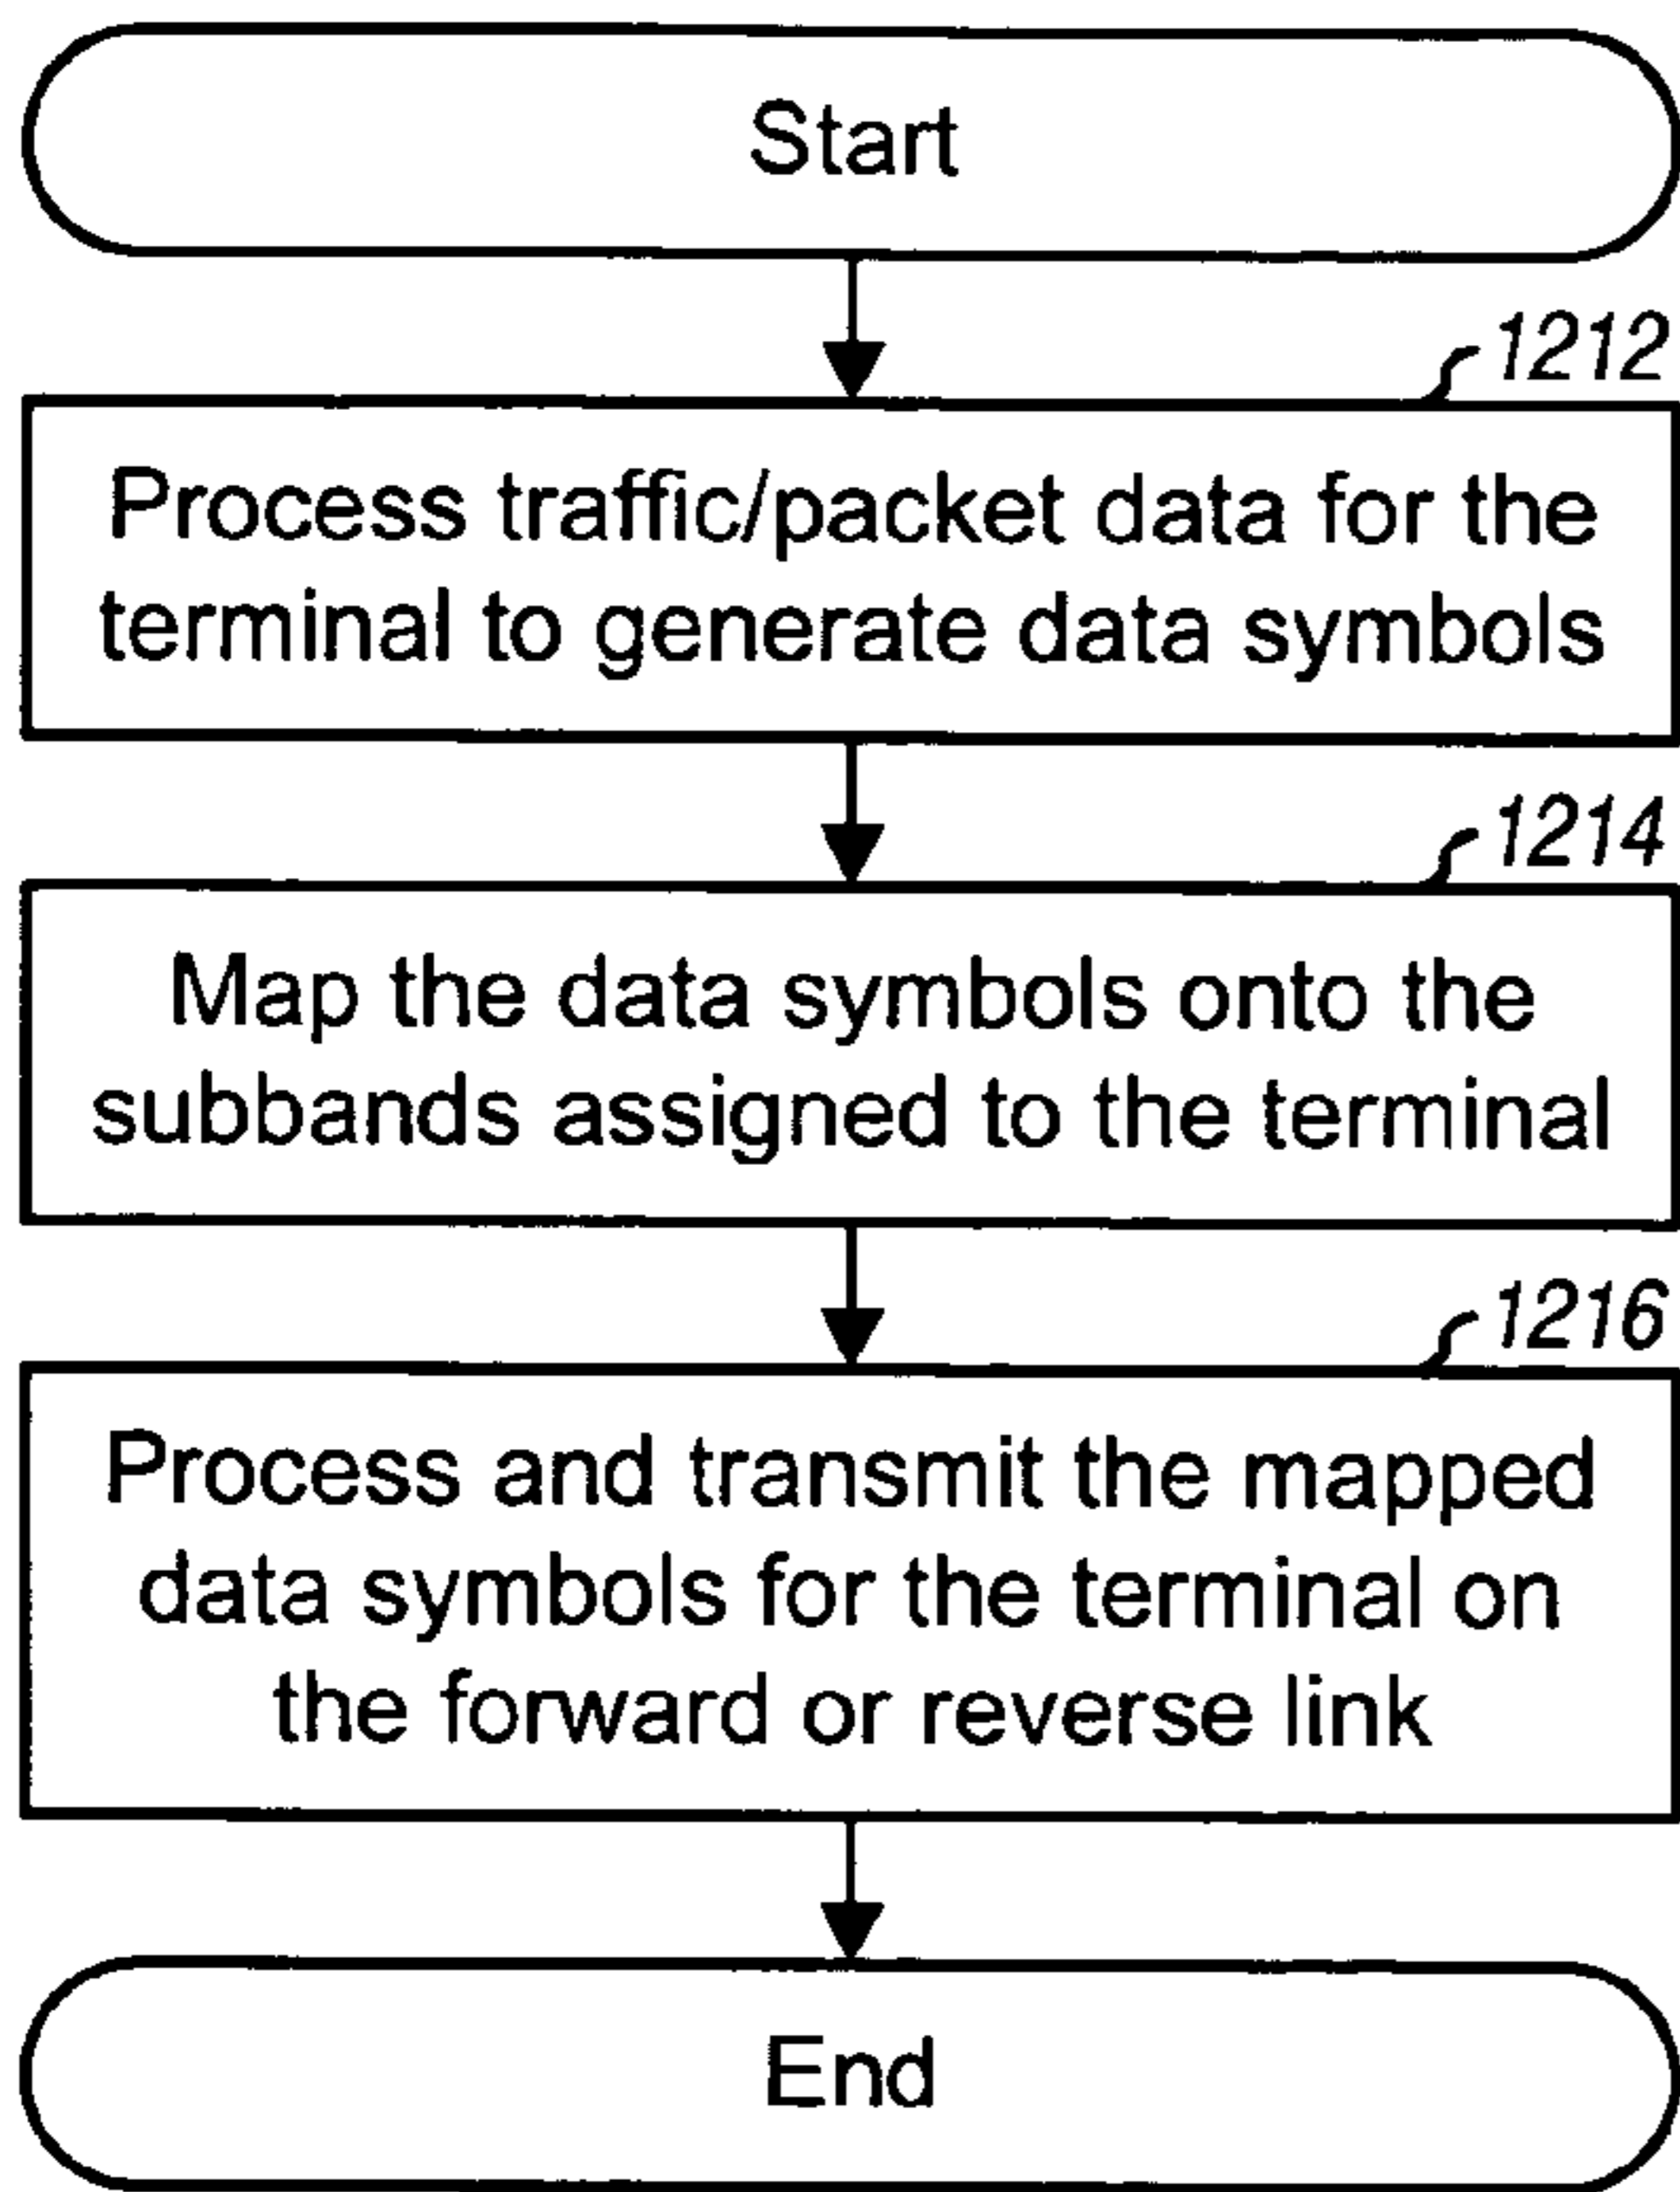 Start
1212
Process traffic/packet data for the
terminal to generate data symbols
1214
Map the data symbols onto the
subbands assigned to the terminal
1216
Process and transmit the mapped
data symbols for the terminal on
the forward or reverse link
End